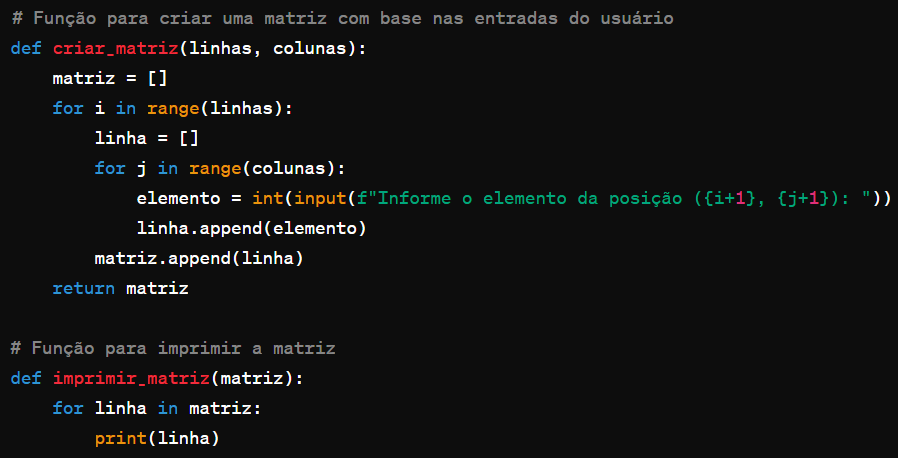 # Função para criar uma matriz com base nas entradas do usuário
def criar_matriz(linhas, colunas):
    matriz = []
    for i in range(linhas):
        linha = []
        for j in range(colunas):
            elemento = int(input(f"Informe o elemento da posição ({i+1}, {j+1}): "))
            linha.append(elemento)
        matriz.append(linha)
    return matriz

# Função para imprimir a matriz
def imprimir_matriz(matriz):
    for linha in matriz:
        print(linha)